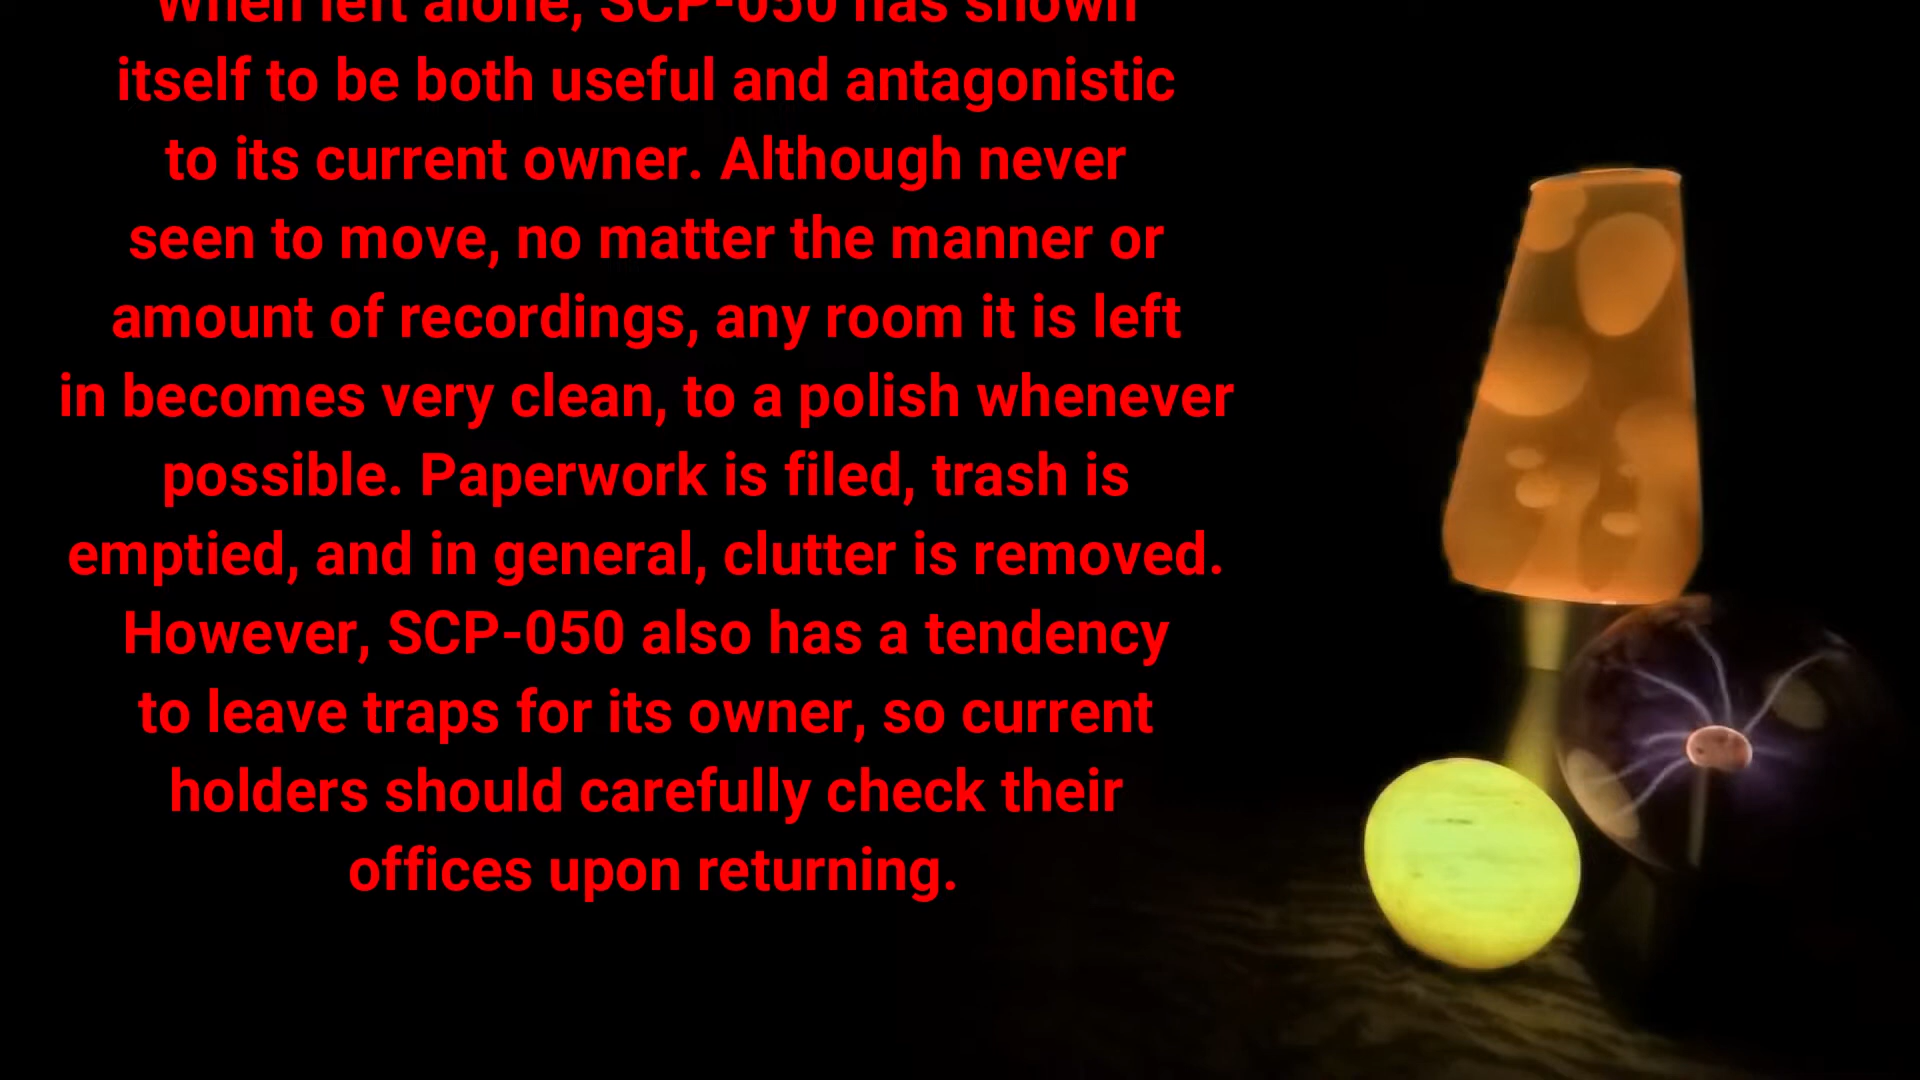 When left alone, SCP-050 has shown
itself to be both useful and antagonistic
to its current owner. Although never
seen to move, no matter the manner or
amount of recordings, any room it is left
in becomes very clean, to a polish whenever
possible. Paperwork is filed, trash is
emptied, and in general, clutter is removed.
However, SCP-050 also has a tendency
to leave traps for its owner, so current
holders should carefully check their
offices upon returning.